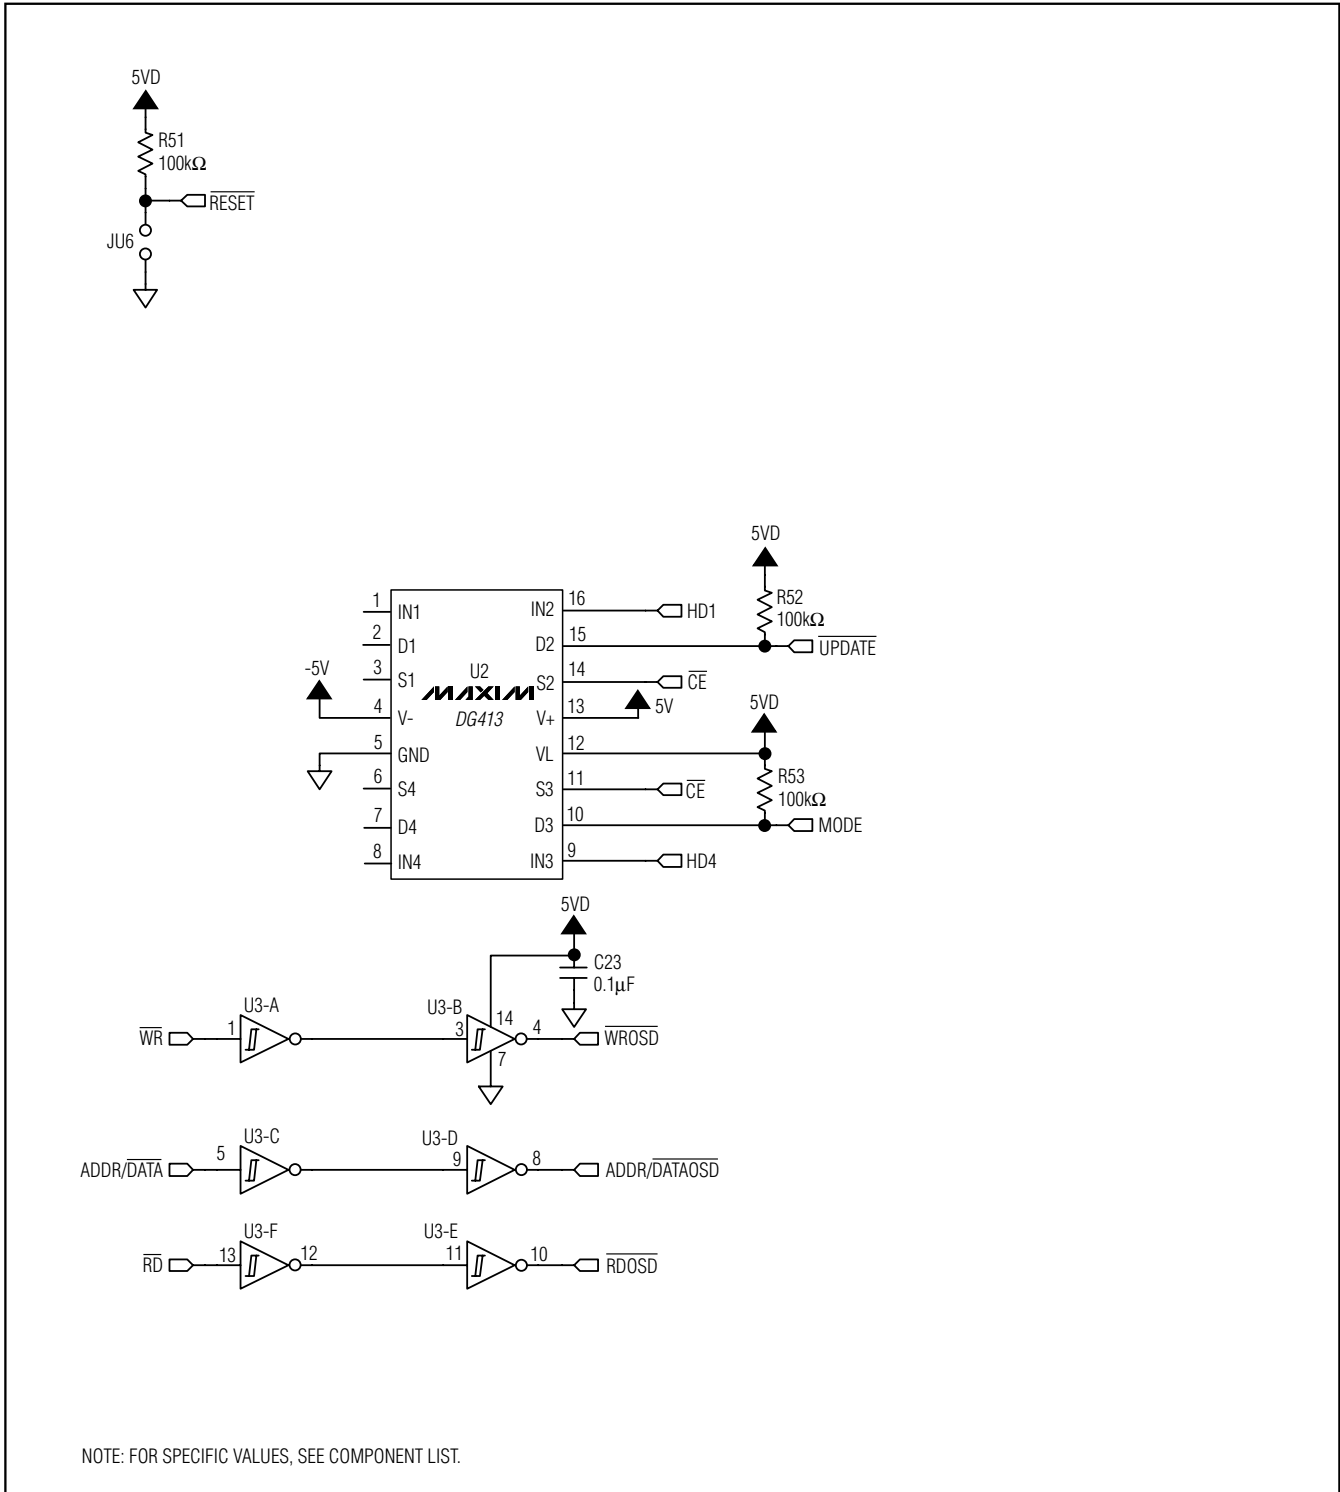 5VD
R51
100kΩ
RESET
JU6
5VD
R52
100kΩ
1 IN1
IN2 16 HD1
2 D1
D2 15 UPDATE
3 S1
S2 14 CE
-5V
U2
MAXIM
DG413
5V
4 V-
V+ 13
5VD
5 GND
VL 12
R53
100kΩ
6 S4
S3 11 CE
7 D4
D3 10 MODE
8 IN4
IN3 9 HD4
5VD
C23
0.1µF
U3-A
U3-B
WR 1 3 14 4 WROSD
7
U3-C
U3-D
ADDR/DATA 5 9 8 ADDR/DATAOSD
U3-F
U3-E
RD 13 12 11 10 RDOSD
NOTE: FOR SPECIFIC VALUES, SEE COMPONENT LIST.